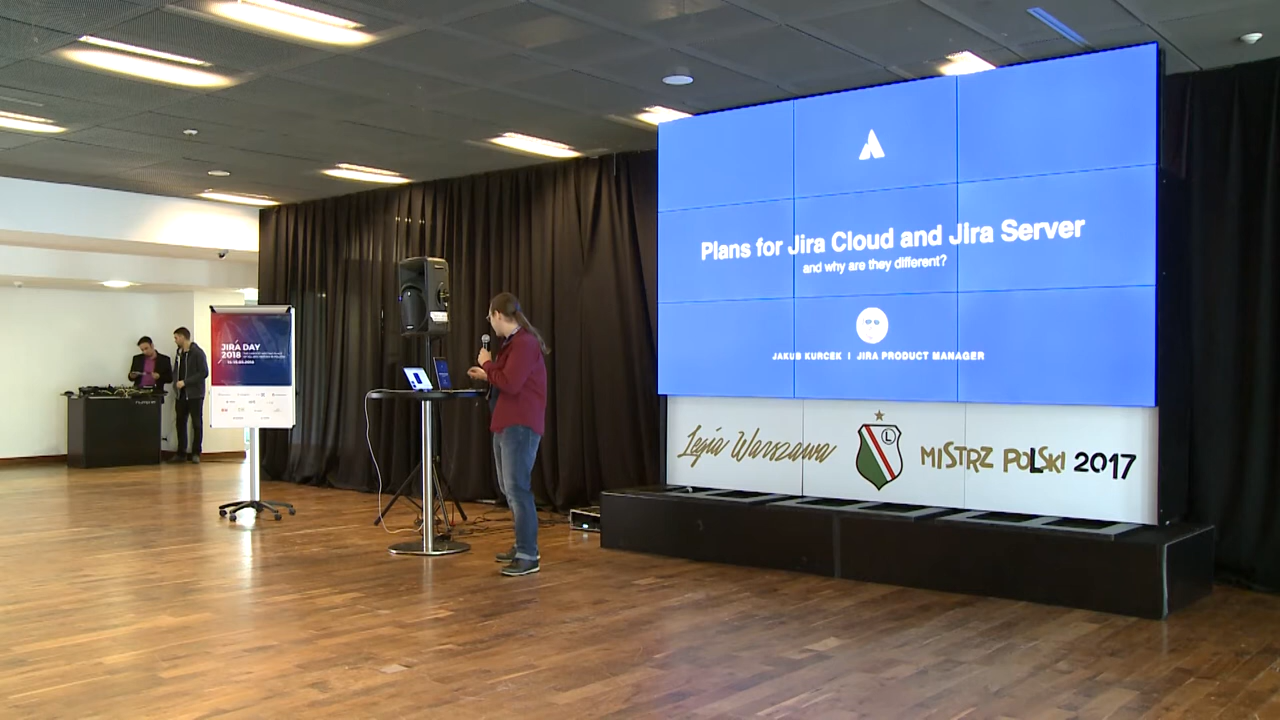 Plans for Jira Cloud and Jira Server
and why are they different?
JAKUB KURCEK | JIRA PRODUCT MANAGER
JIRA DAY
2018
Legia Warszawa
L
MISTRZ POLSKI 2017